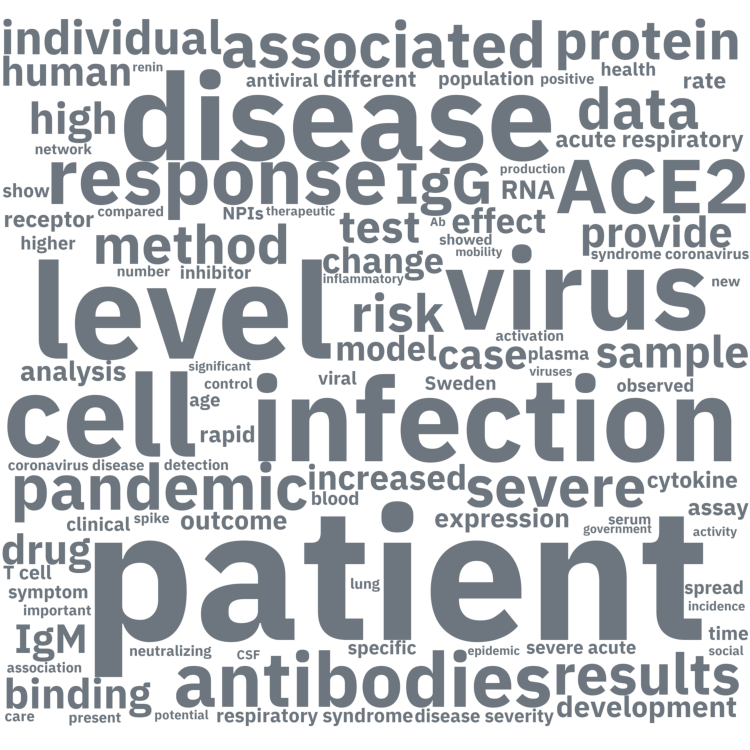 individual associated protein
human renin antiviral different population positive health rate
high disease data
network acute respiratory
show response IgG production RNA ACE2
receptor compared NPIs therapeutic test Ab effect provide
higher method showed syndrome coronavirus
number inhibitor change mobility
inflammatory new
level risk virus
activation
model case plasma sample
analysis significant viruses
control viral Sweden observed
cell age infection
rapid
coronavirus disease detection
pandemic increased severe cytokine
blood assay
clinical spike outcome expression serum
government activity
drug patient
T cell
symptom lung spread
important incidence
IgM time
neutralizing CSF specific epidemic severe acute social
association antibodies results
binding development
care present potential respiratory syndrome disease severity